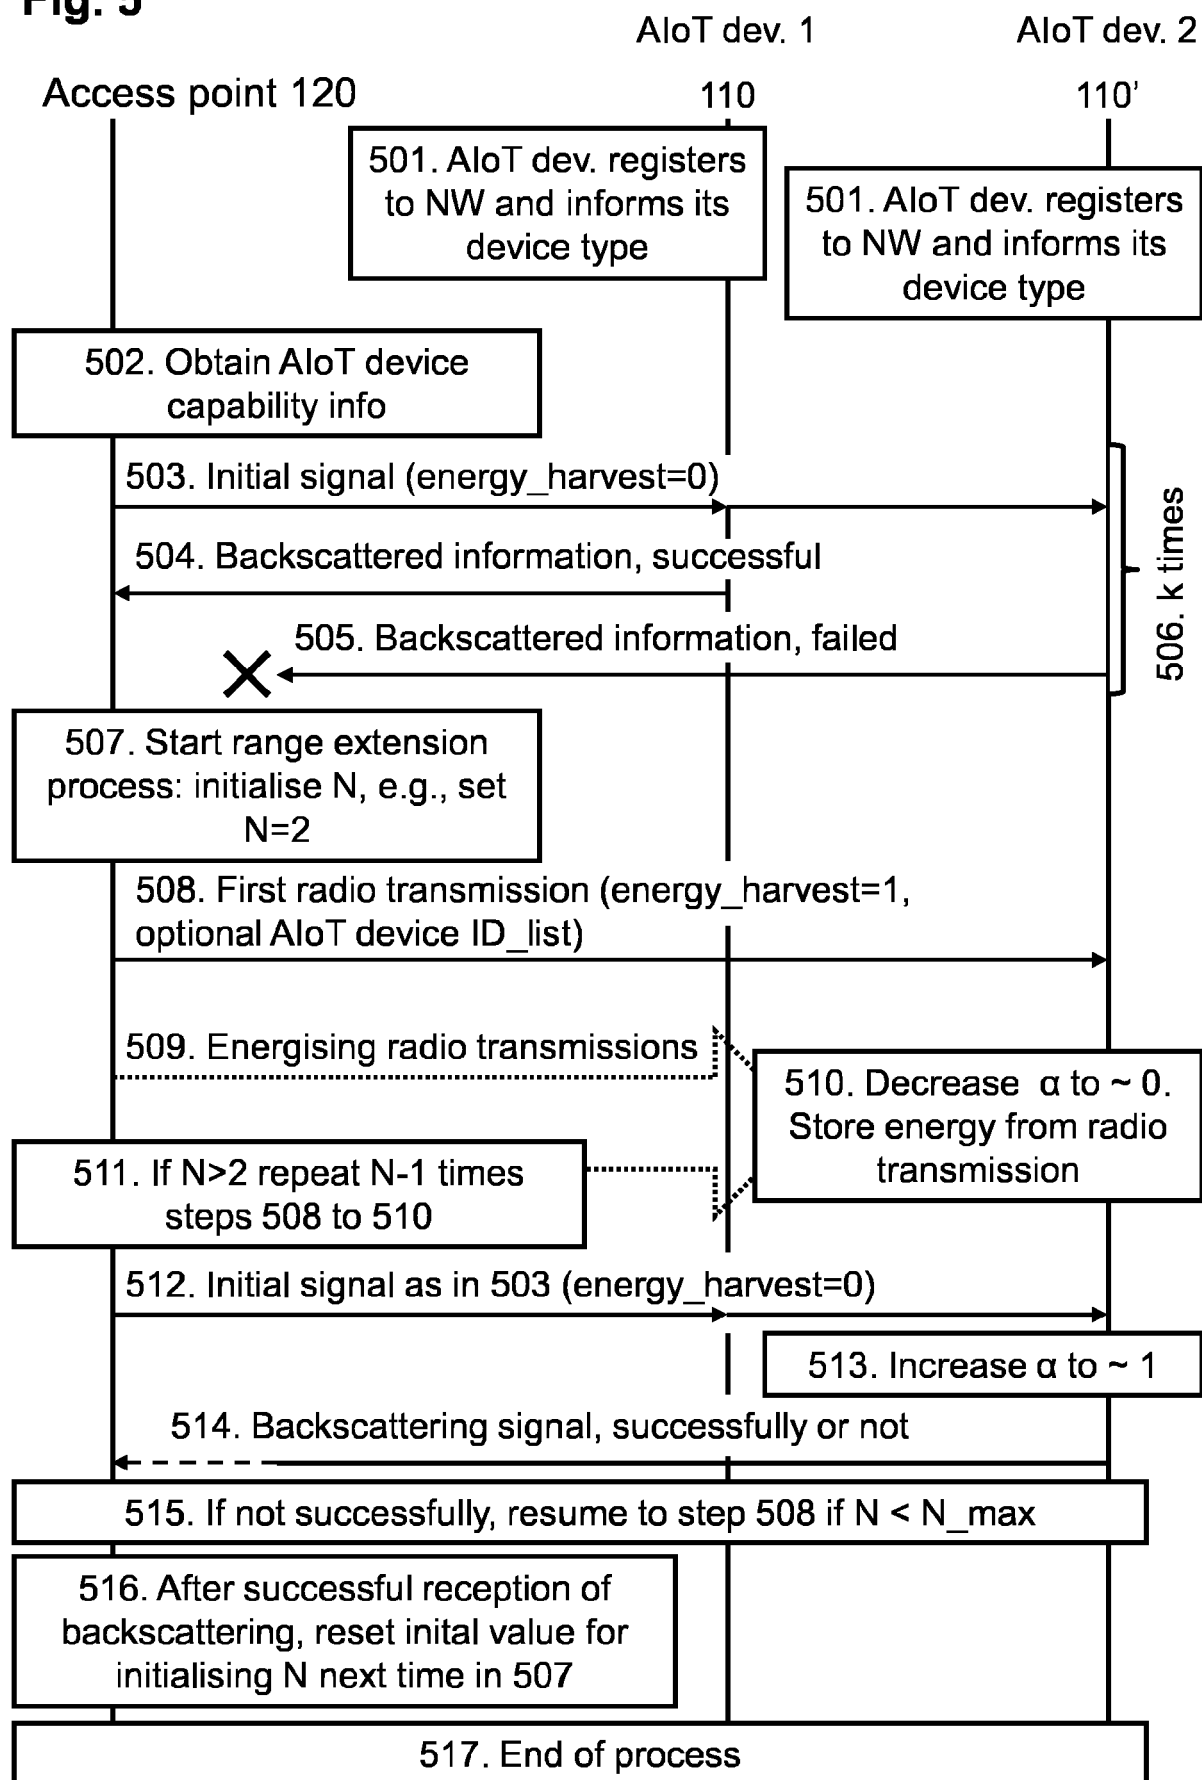 Fig. 5
AIoT dev. 1
AIoT dev. 2
Access point 120
110
110'
501. AIoT dev. registers
to NW and informs its
device type
501. AIoT dev. registers
to NW and informs its
device type
502. Obtain AIoT device
capability info
503. Initial signal (energy_harvest=0)
504. Backscattered information, successful
505. Backscattered information, failed
506. k times
507. Start range extension
process: initialise N, e.g., set
N=2
508. First radio transmission (energy_harvest=1,
optional AIoT device ID_list)
509. Energising radio transmissions
510. Decrease α to ~ 0.
Store energy from radio
transmission
511. If N>2 repeat N-1 times
steps 508 to 510
512. Initial signal as in 503 (energy_harvest=0)
513. Increase α to ~ 1
514. Backscattering signal, successfully or not
515. If not successfully, resume to step 508 if N < N_max
516. After successful reception of
backscattering, reset inital value for
initialising N next time in 507
517. End of process